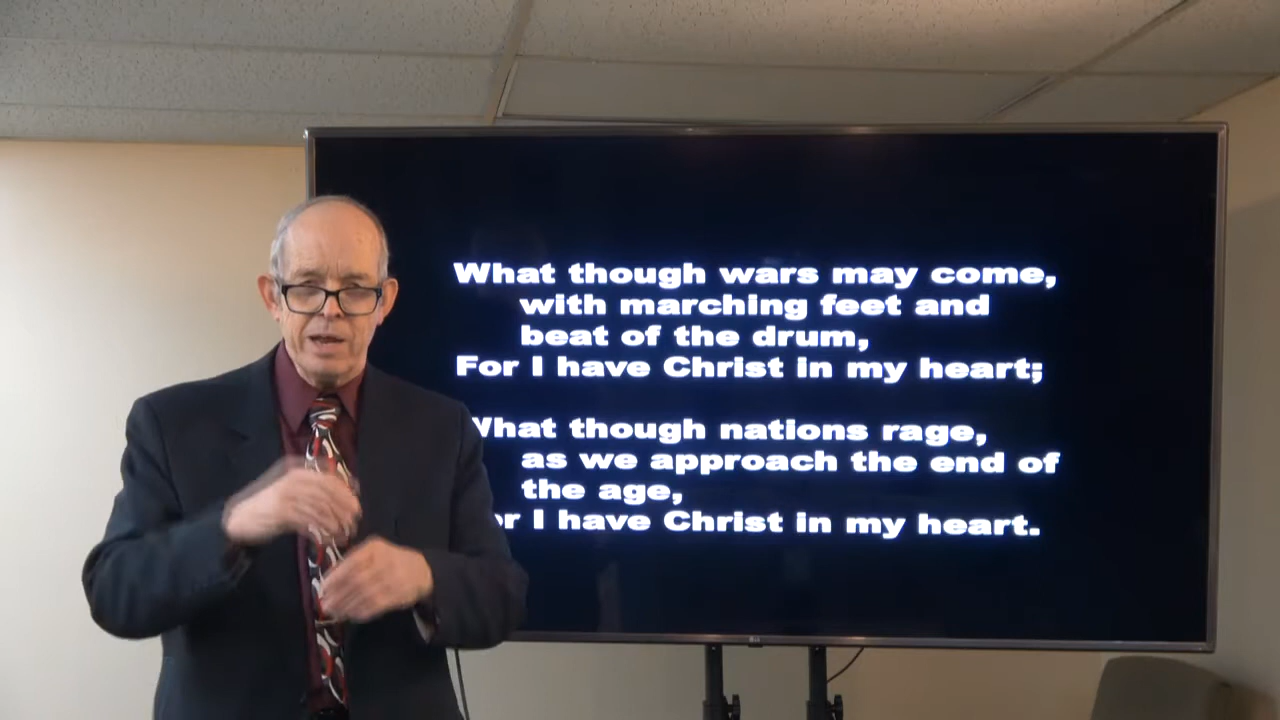 What though wars may come,
with marching feet and
beat of the drum,
For I have Christ in my heart;
What though nations rage,
as we approach the end of
the age,
For I have Christ in my heart.